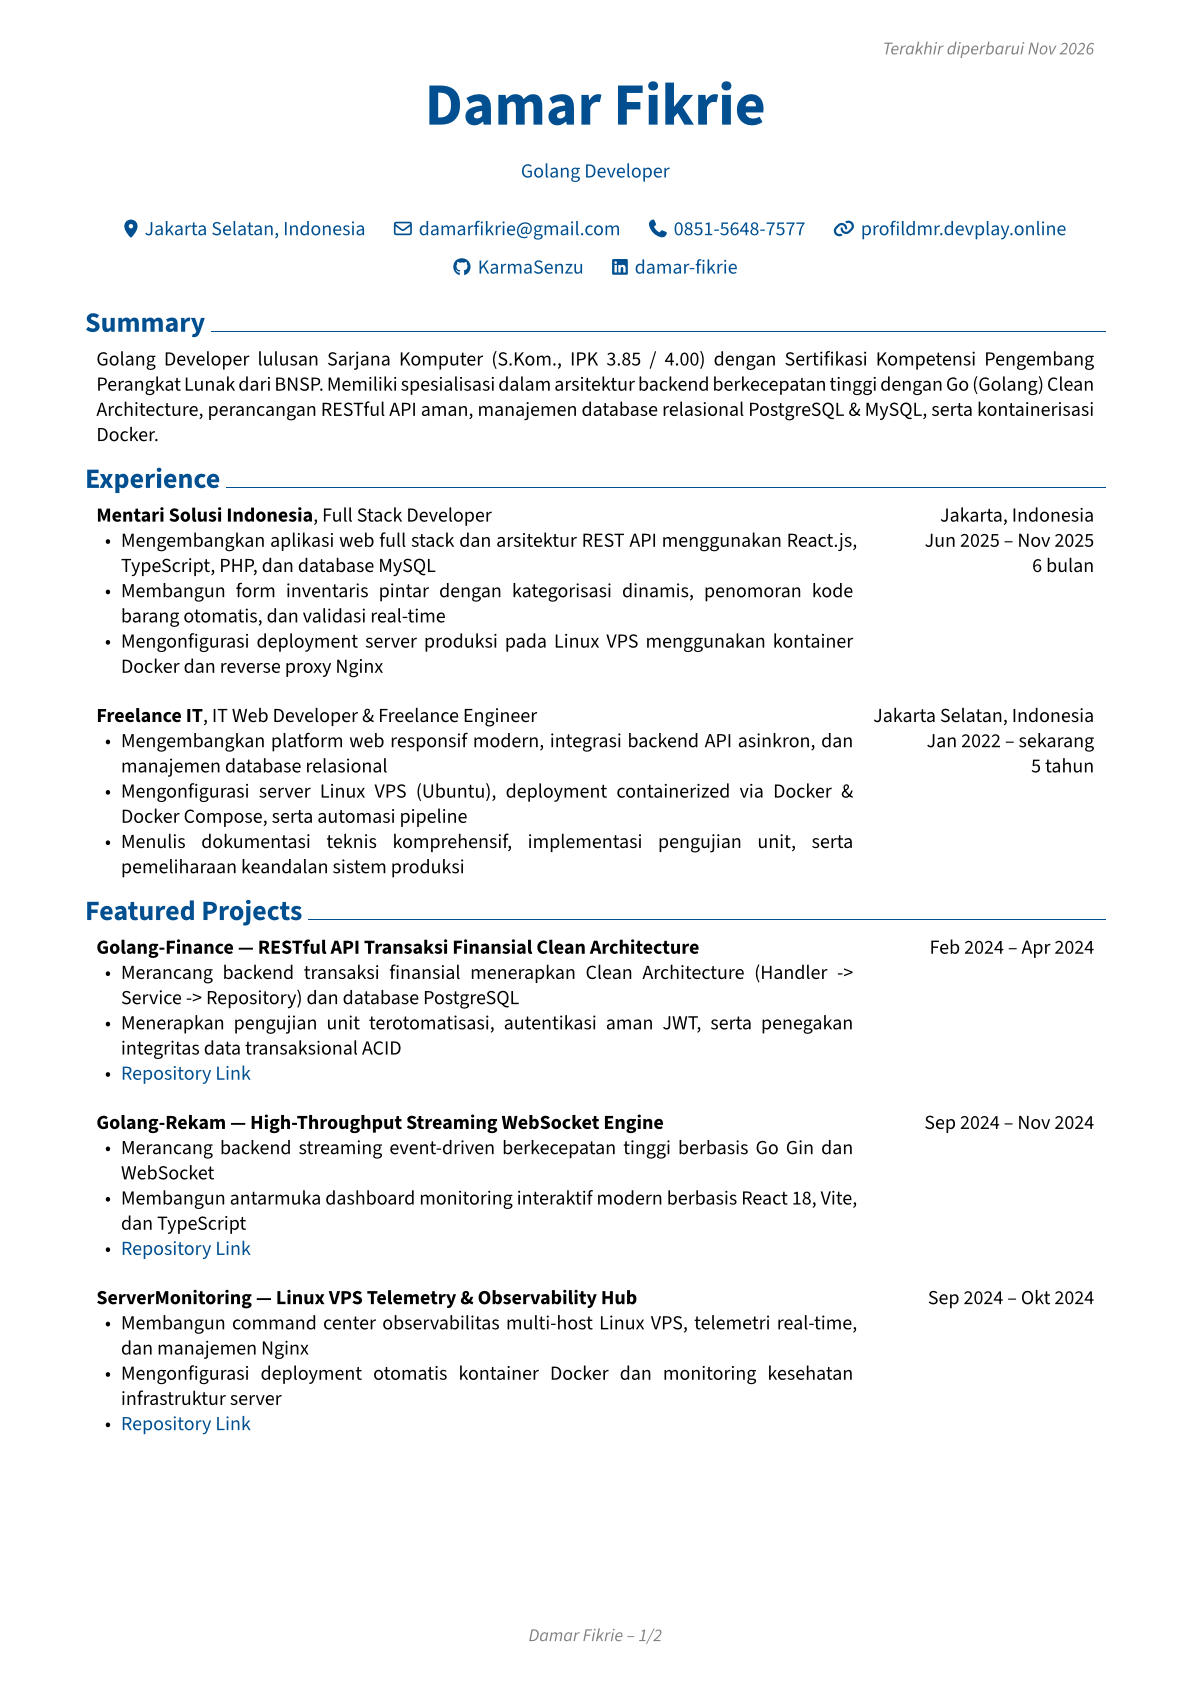 Terakhir diperbarui Nov 2026
Damar Fikrie
Golang Developer
Jakarta Selatan, Indonesia damarfikrie@gmail.com 0851-5648-7577 profildmr.devplay.online
KarmaSenzu damar-fikrie
Summary
Golang Developer lulusan Sarjana Komputer (S.Kom., IPK 3.85 / 4.00) dengan Sertifikasi Kompetensi Pengembang
Perangkat Lunak dari BNSP. Memiliki spesialisasi dalam arsitektur backend berkecepatan tinggi dengan Go (Golang) Clean
Architecture, perancangan RESTful API aman, manajemen database relasional PostgreSQL & MySQL, serta kontainerisasi
Docker.
Experience
Mentari Solusi Indonesia, Full Stack Developer Jakarta, Indonesia
• Mengembangkan aplikasi web full stack dan arsitektur REST API menggunakan React.js, Jun 2025 – Nov 2025
TypeScript, PHP, dan database MySQL 6 bulan
• Membangun form inventaris pintar dengan kategorisasi dinamis, penomoran kode
barang otomatis, dan validasi real-time
• Mengonfigurasi deployment server produksi pada Linux VPS menggunakan kontainer
Docker dan reverse proxy Nginx
Freelance IT, IT Web Developer & Freelance Engineer Jakarta Selatan, Indonesia
• Mengembangkan platform web responsif modern, integrasi backend API asinkron, dan Jan 2022 – sekarang
manajemen database relasional 5 tahun
• Mengonfigurasi server Linux VPS (Ubuntu), deployment containerized via Docker &
Docker Compose, serta automasi pipeline
• Menulis dokumentasi teknis komprehensif, implementasi pengujian unit, serta
pemeliharaan keandalan sistem produksi
Featured Projects
Golang-Finance — RESTful API Transaksi Finansial Clean Architecture Feb 2024 – Apr 2024
• Merancang backend transaksi finansial menerapkan Clean Architecture (Handler ->
Service -> Repository) dan database PostgreSQL
• Menerapkan pengujian unit terotomatisasi, autentikasi aman JWT, serta penegakan
integritas data transaksional ACID
• Repository Link
Golang-Rekam — High-Throughput Streaming WebSocket Engine Sep 2024 – Nov 2024
• Merancang backend streaming event-driven berkecepatan tinggi berbasis Go Gin dan
WebSocket
• Membangun antarmuka dashboard monitoring interaktif modern berbasis React 18, Vite,
dan TypeScript
• Repository Link
ServerMonitoring — Linux VPS Telemetry & Observability Hub Sep 2024 – Okt 2024
• Membangun command center observabilitas multi-host Linux VPS, telemetri real-time,
dan manajemen Nginx
• Mengonfigurasi deployment otomatis kontainer Docker dan monitoring kesehatan
infrastruktur server
• Repository Link
Damar Fikrie – 1/2